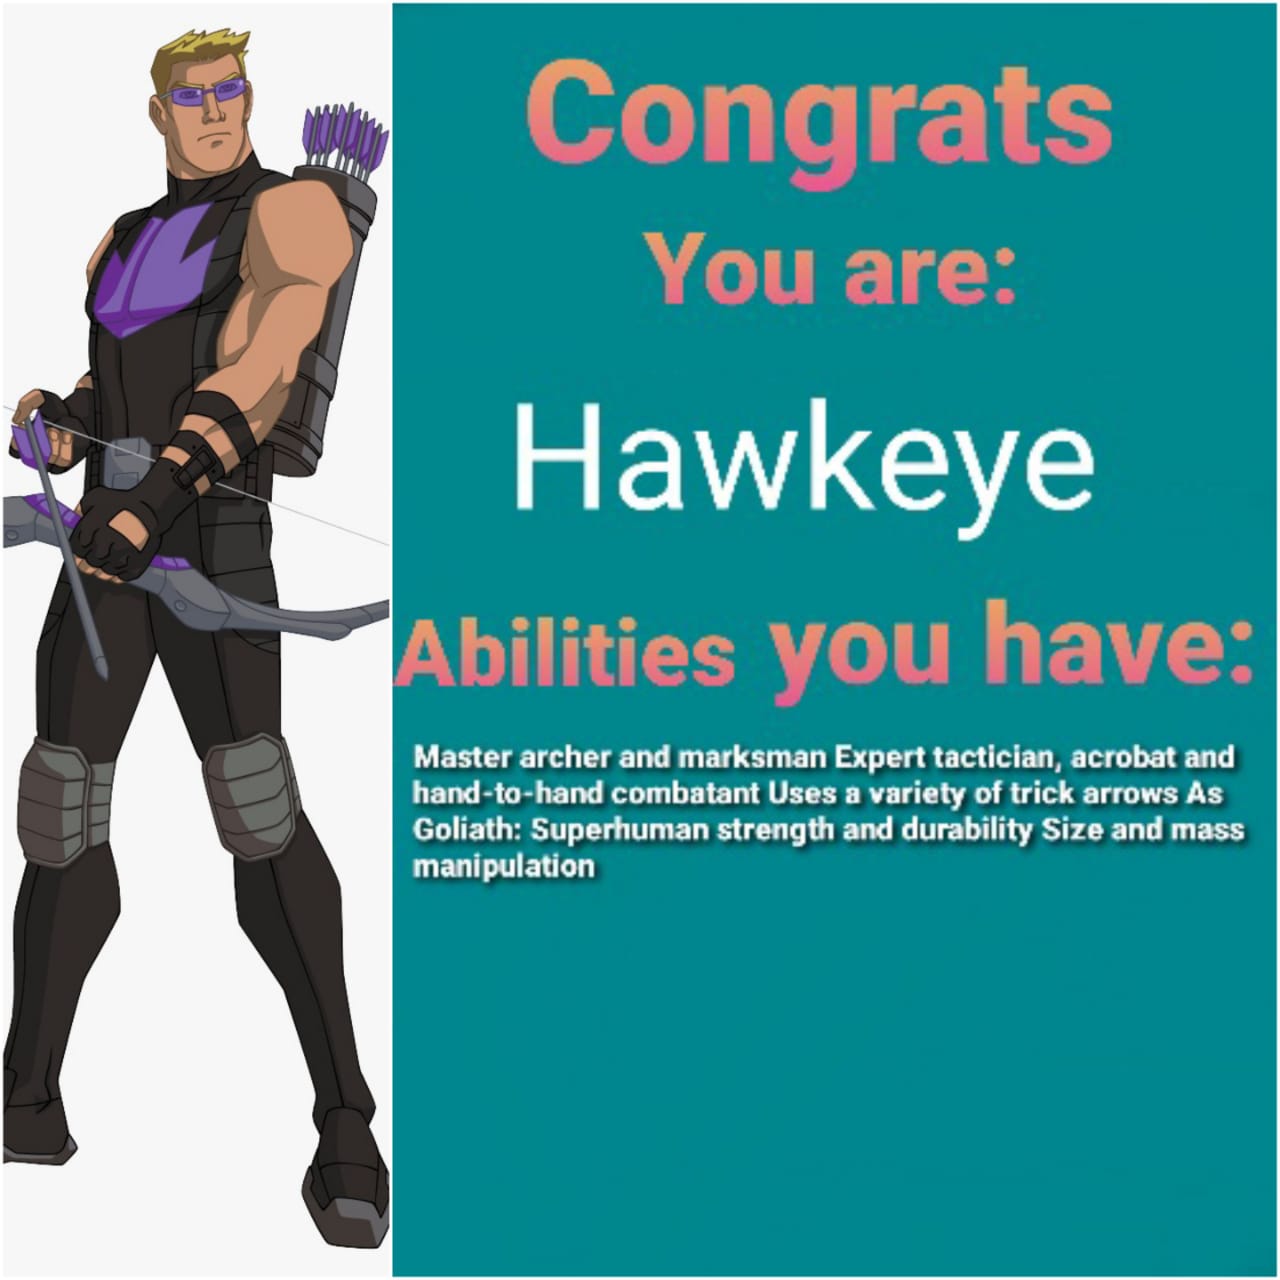 Congrats
You are:
Hawkeye
Abilities you have:
Master archer and marksman Expert tactician, acrobat and
hand-to-hand combatant Uses a variety of trick arrows As
Goliath: Superhuman strength and durability Size and mass
manipulation